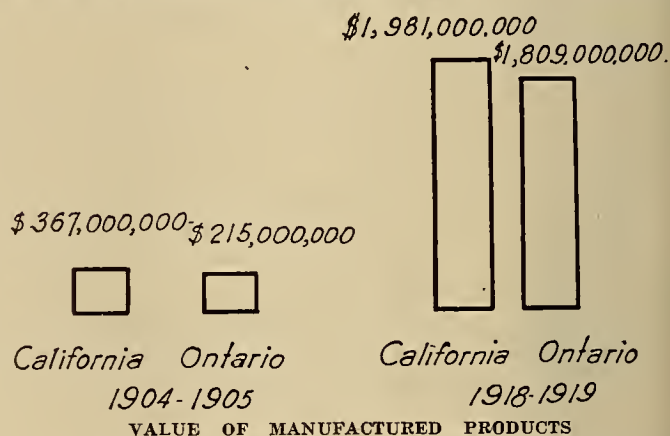 $1,981,000.000
$1,809.000,000.
$367,000,000-
$215,000,000
California Ontario
California Ontario
1904-1905
1918-1919
VALUE OF MANUFACTURED PRODUCTS